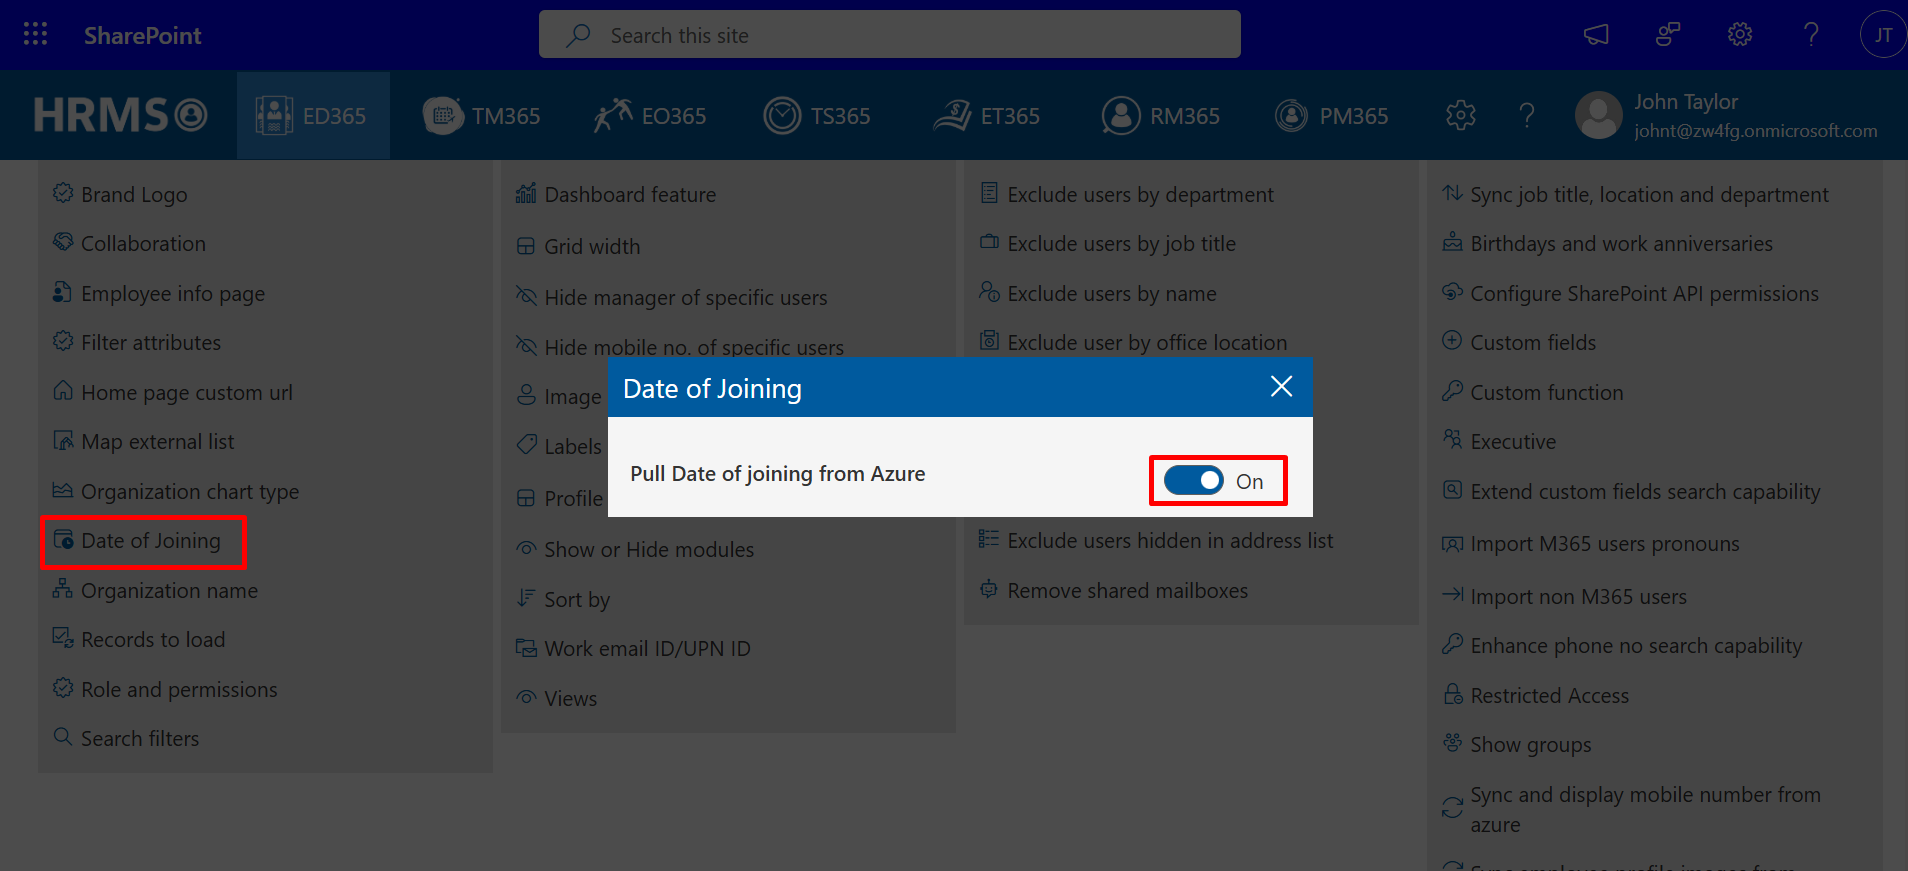 SharePoint
Search this site
JT
HRMS
ED365
TM365
EO365
TS365
ET365
RM365
PM365
John Taylor
johnt@zw4fg.onmicrosoft.com
Brand Logo
Collaboration
Employee info page
Filter attributes
Home page custom url
Map external list
Organization chart type
Date of Joining
Organization name
Records to load
Role and permissions
Search filters
Dashboard feature
Grid width
Hide manager of specific users
Hide mobile no. of specific users
Image
Labels
Profile
Show or Hide modules
Sort by
Work email ID/UPN ID
Views
Exclude users by department
Exclude users by job title
Exclude users by name
Exclude user by office location
Exclude users hidden in address list
Remove shared mailboxes
Sync job title, location and department
Birthdays and work anniversaries
Configure SharePoint API permissions
Custom fields
Custom function
Executive
Extend custom fields search capability
Import M365 users pronouns
Import non M365 users
Enhance phone no search capability
Restricted Access
Show groups
Sync and display mobile number from
azure
Sync employee profile images from
Date of Joining
Pull Date of joining from Azure
On